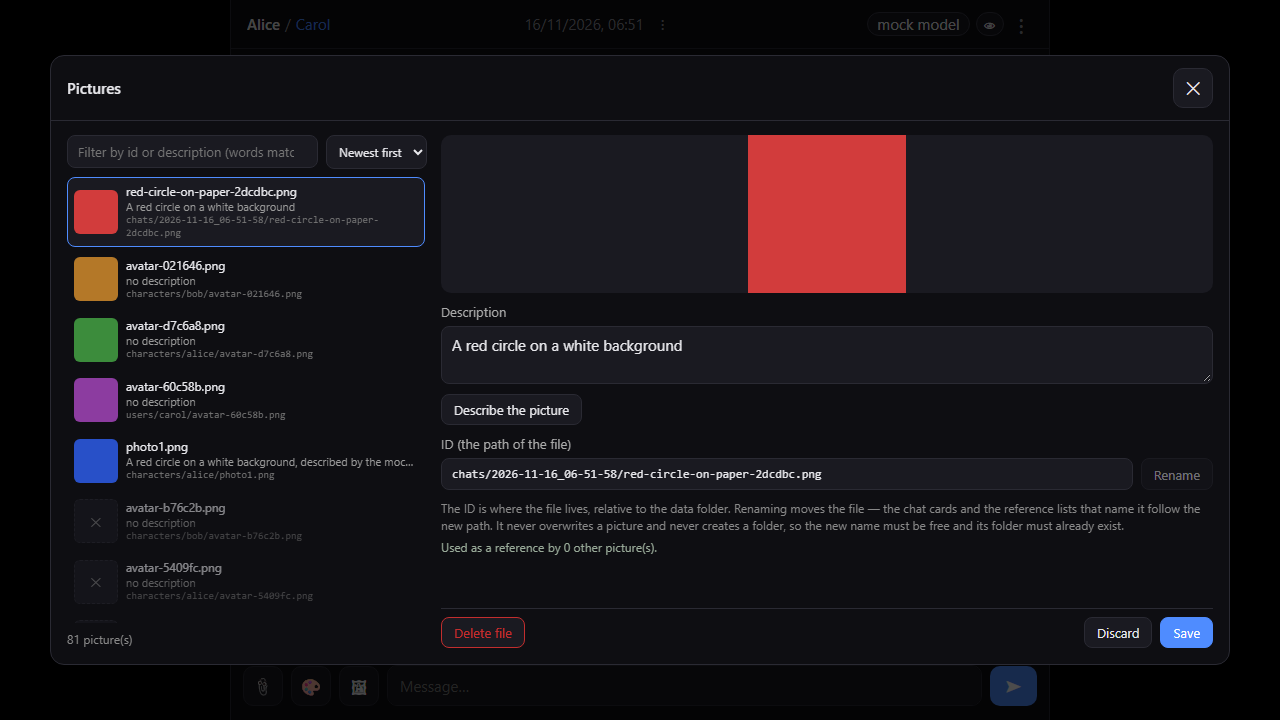 Alice / Carol
16/11/2026, 06:51
mock model
Pictures
Filter by id or description (words matc
Newest first
red-circle-on-paper-2dcdbc.png
A red circle on a white background
chats/2026-11-16_06-51-58/red-circle-on-paper-
2dcdbc.png
avatar-021646.png
no description
characters/bob/avatar-021646.png
avatar-d7c6a8.png
no description
characters/alice/avatar-d7c6a8.png
avatar-60c58b.png
no description
users/carol/avatar-60c58b.png
photo1.png
A red circle on a white background, described by the moc...
characters/alice/photo1.png
avatar-b76c2b.png
no description
characters/bob/avatar-b76c2b.png
avatar-5409fc.png
no description
characters/alice/avatar-5409fc.png
81 picture(s)
Description
A red circle on a white background
Describe the picture
ID (the path of the file)
chats/2026-11-16_06-51-58/red-circle-on-paper-2dcdbc.png
Rename
The ID is where the file lives, relative to the data folder. Renaming moves the file — the chat cards and the reference lists that name it follow the
new path. It never overwrites a picture and never creates a folder, so the new name must be free and its folder must already exist.
Used as a reference by 0 other picture(s).
Delete file
Discard
Save
Message...